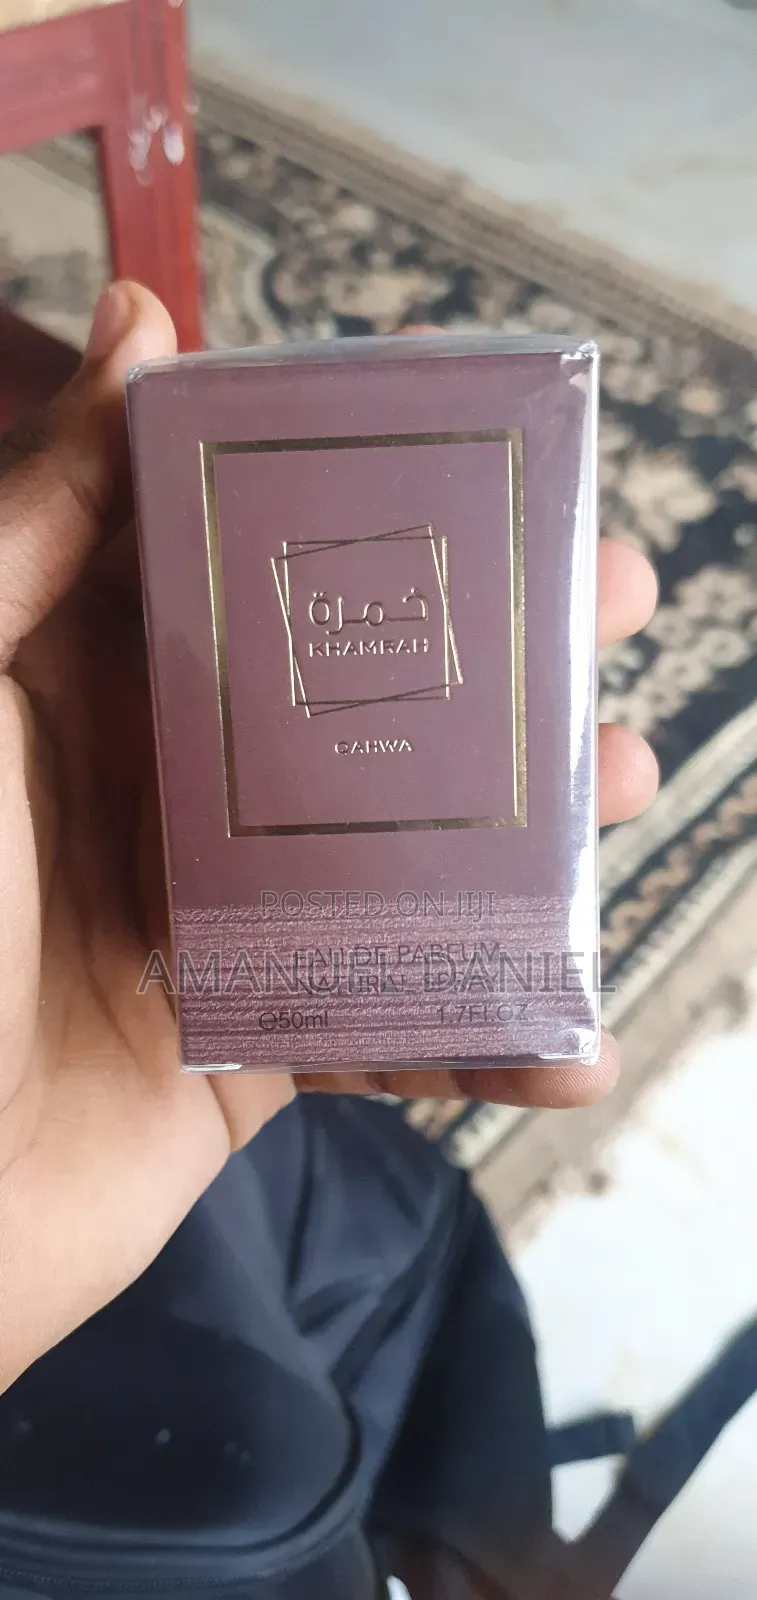 خمرة
KHAMRAH
QAHWA
POSTED ON JIJI
EAU DE PARFUM
AMANUEL DANIEL
NATURAL SPRAY
℮50ml 1.7FL.OZ